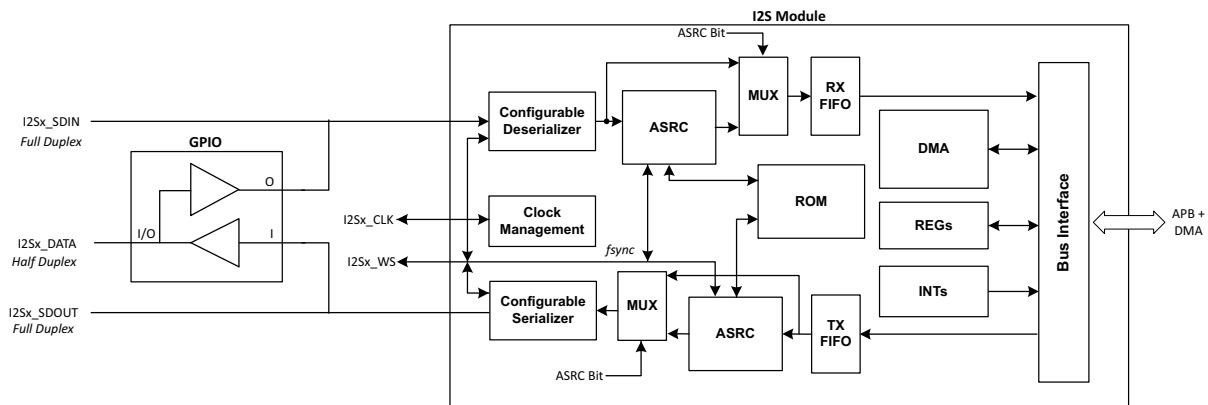 I2S Module
ASRC Bit
I2Sx_SDIN
Full Duplex
GPIO
O
I2Sx_DATA
Half Duplex
I/O
I
I2Sx_SDOUT
Full Duplex
Configurable
Deserializer
ASRC
MUX
RX
FIFO
DMA
ROM
I2Sx_CLK
Clock
Management
REGs
Bus Interface
APB +
DMA
I2Sx_WS
fsync
INTs
Configurable
Serializer
MUX
ASRC
TX
FIFO
ASRC Bit